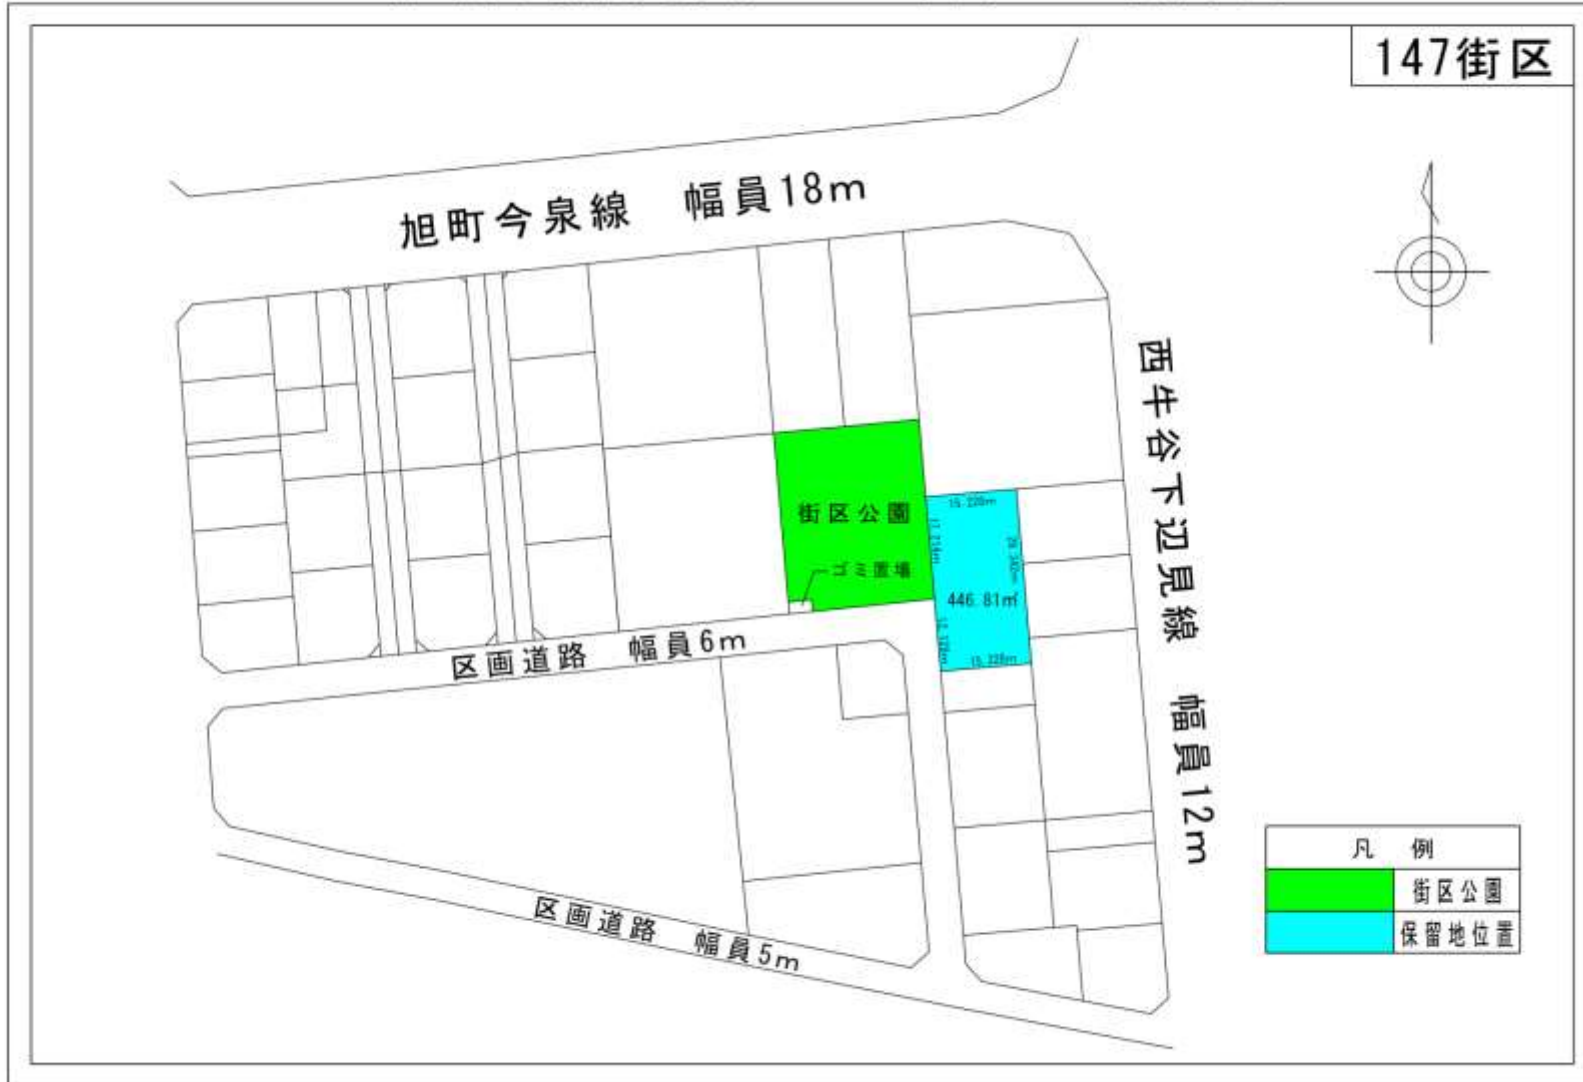 147街区
旭町今泉線　幅員18m
西牛谷下辺見線　幅員12m
街区公園
ゴミ置場
446.81㎡
区画道路　幅員6m
区画道路　幅員5m
凡　例
街区公園
保留地位置